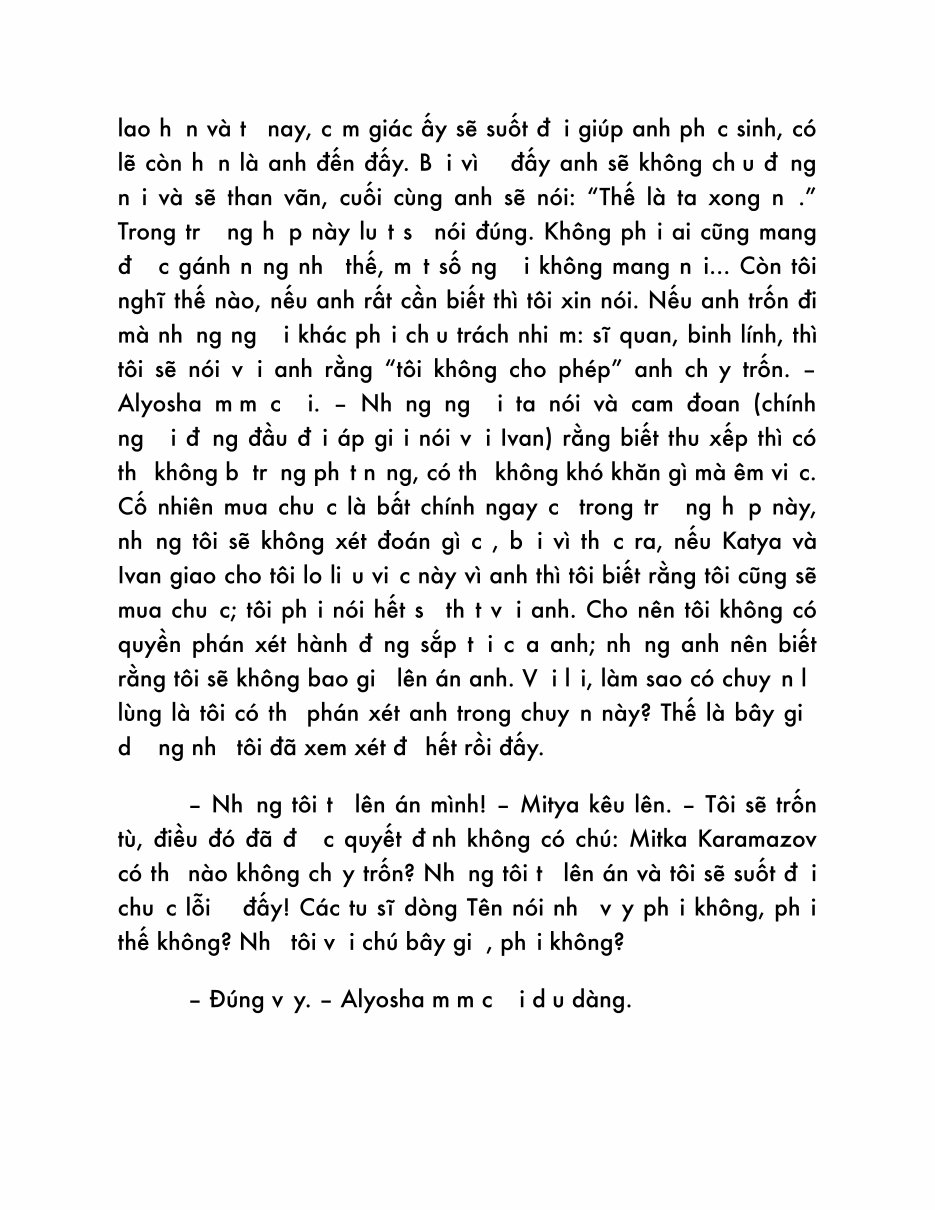 lao h n và t nay, c m giác ấy sẽ suốt đ i giúp anh ph c sinh, có
lẽ còn h n là anh đến đấy. B i vì đấy anh sẽ không ch u đ ng
n i và sẽ than vãn, cuối cùng anh sẽ nói: “Thế là ta xong n .”
Trong tr ng h p này lu t s nói đúng. Không ph i ai cũng mang
đ c gánh n ng nh thế, m t số ng i không mang n i... Còn tôi
nghĩ thế nào, nếu anh rất cần biết thì tôi xin nói. Nếu anh trốn đi
mà nh ng ng i khác ph i ch u trách nhi m: sĩ quan, binh lính, thì
tôi sẽ nói v i anh rằng “tôi không cho phép” anh ch y trốn. –
Alyosha m m c i. – Nh ng ng i ta nói và cam đoan (chính
ng i đ ng đầu đ i áp gi i nói v i Ivan) rằng biết thu xếp thì có
th không b tr ng ph t n ng, có th không khó khăn gì mà êm vi c.
Cố nhiên mua chu c là bất chính ngay c trong tr ng h p này,
nh ng tôi sẽ không xét đoán gì c , b i vì th c ra, nếu Katya và
Ivan giao cho tôi lo li u vi c này vì anh thì tôi biết rằng tôi cũng sẽ
mua chu c; tôi ph i nói hết s th t v i anh. Cho nên tôi không có
quyền phán xét hành đ ng sắp t i c a anh; nh ng anh nên biết
rằng tôi sẽ không bao gi lên án anh. V i l i, làm sao có chuy n l
lùng là tôi có th phán xét anh trong chuy n này? Thế là bây gi
d ng nh tôi đã xem xét đ hết rồi đấy.
– Nh ng tôi t lên án mình! – Mitya kêu lên. – Tôi sẽ trốn
tù, điều đó đã đ c quyết đ nh không có chú: Mitka Karamazov
có th nào không ch y trốn? Nh ng tôi t lên án và tôi sẽ suốt đ i
chu c lỗi đấy! Các tu sĩ dòng Tên nói nh v y ph i không, ph i
thế không? Nh tôi v i chú bây gi , ph i không?
– Đúng v y. – Alyosha m m c i d u dàng.